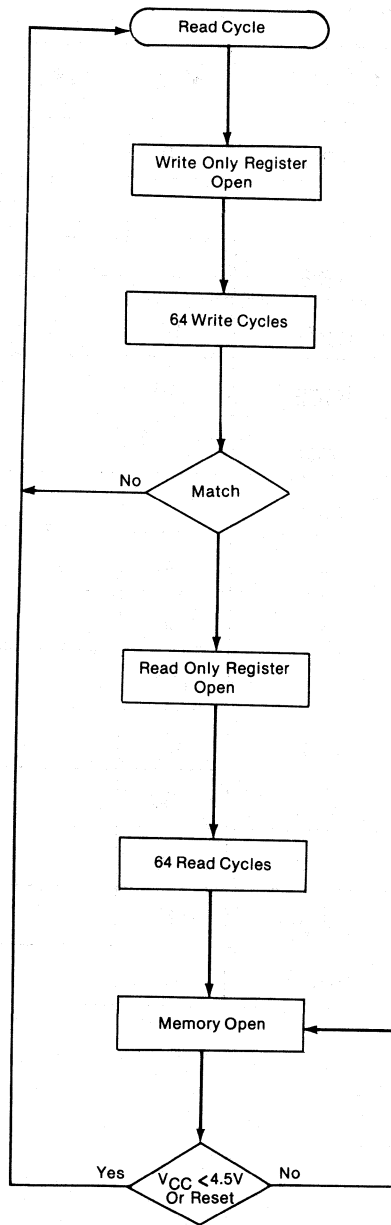 Read Cycle
Write Only Register
Open
64 Write Cycles
No
Match
Read Only Register
Open
64 Read Cycles
Memory Open
Yes
VCC <4.5V
Or Reset
No